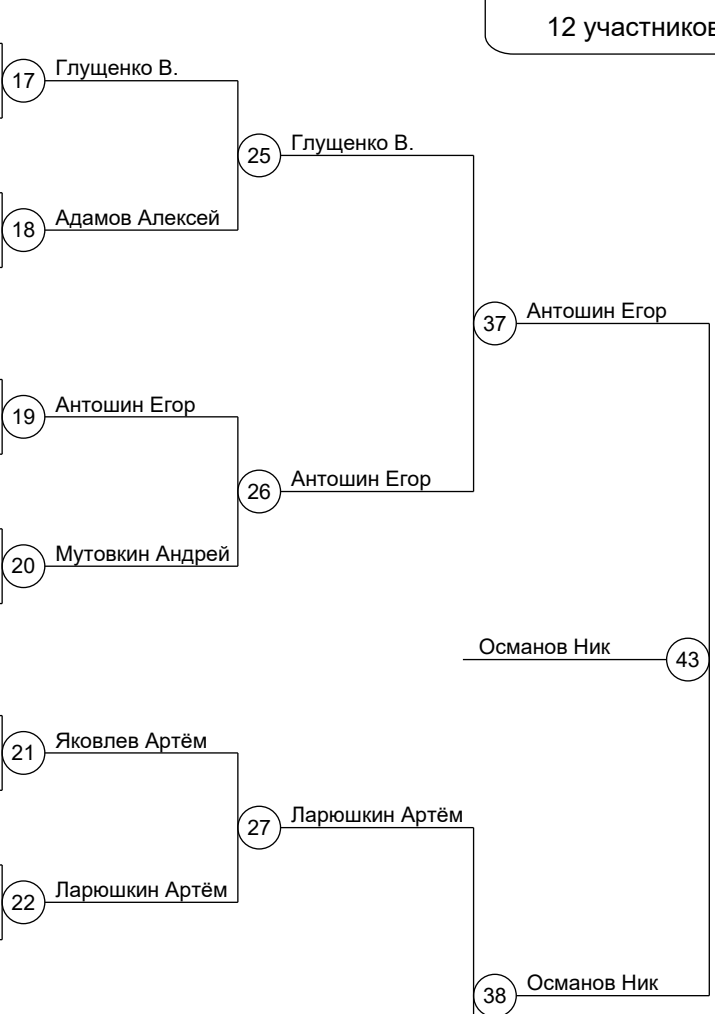 12 участников
17 Глущенко В.
25 Глущенко В.
18 Адамов Алексей
37 Антошин Егор
19 Антошин Егор
26 Антошин Егор
20 Мутовкин Андрей
Османов Ник 43
21 Яковлев Артём
27 Ларюшкин Артём
22 Ларюшкин Артём
38 Османов Ник